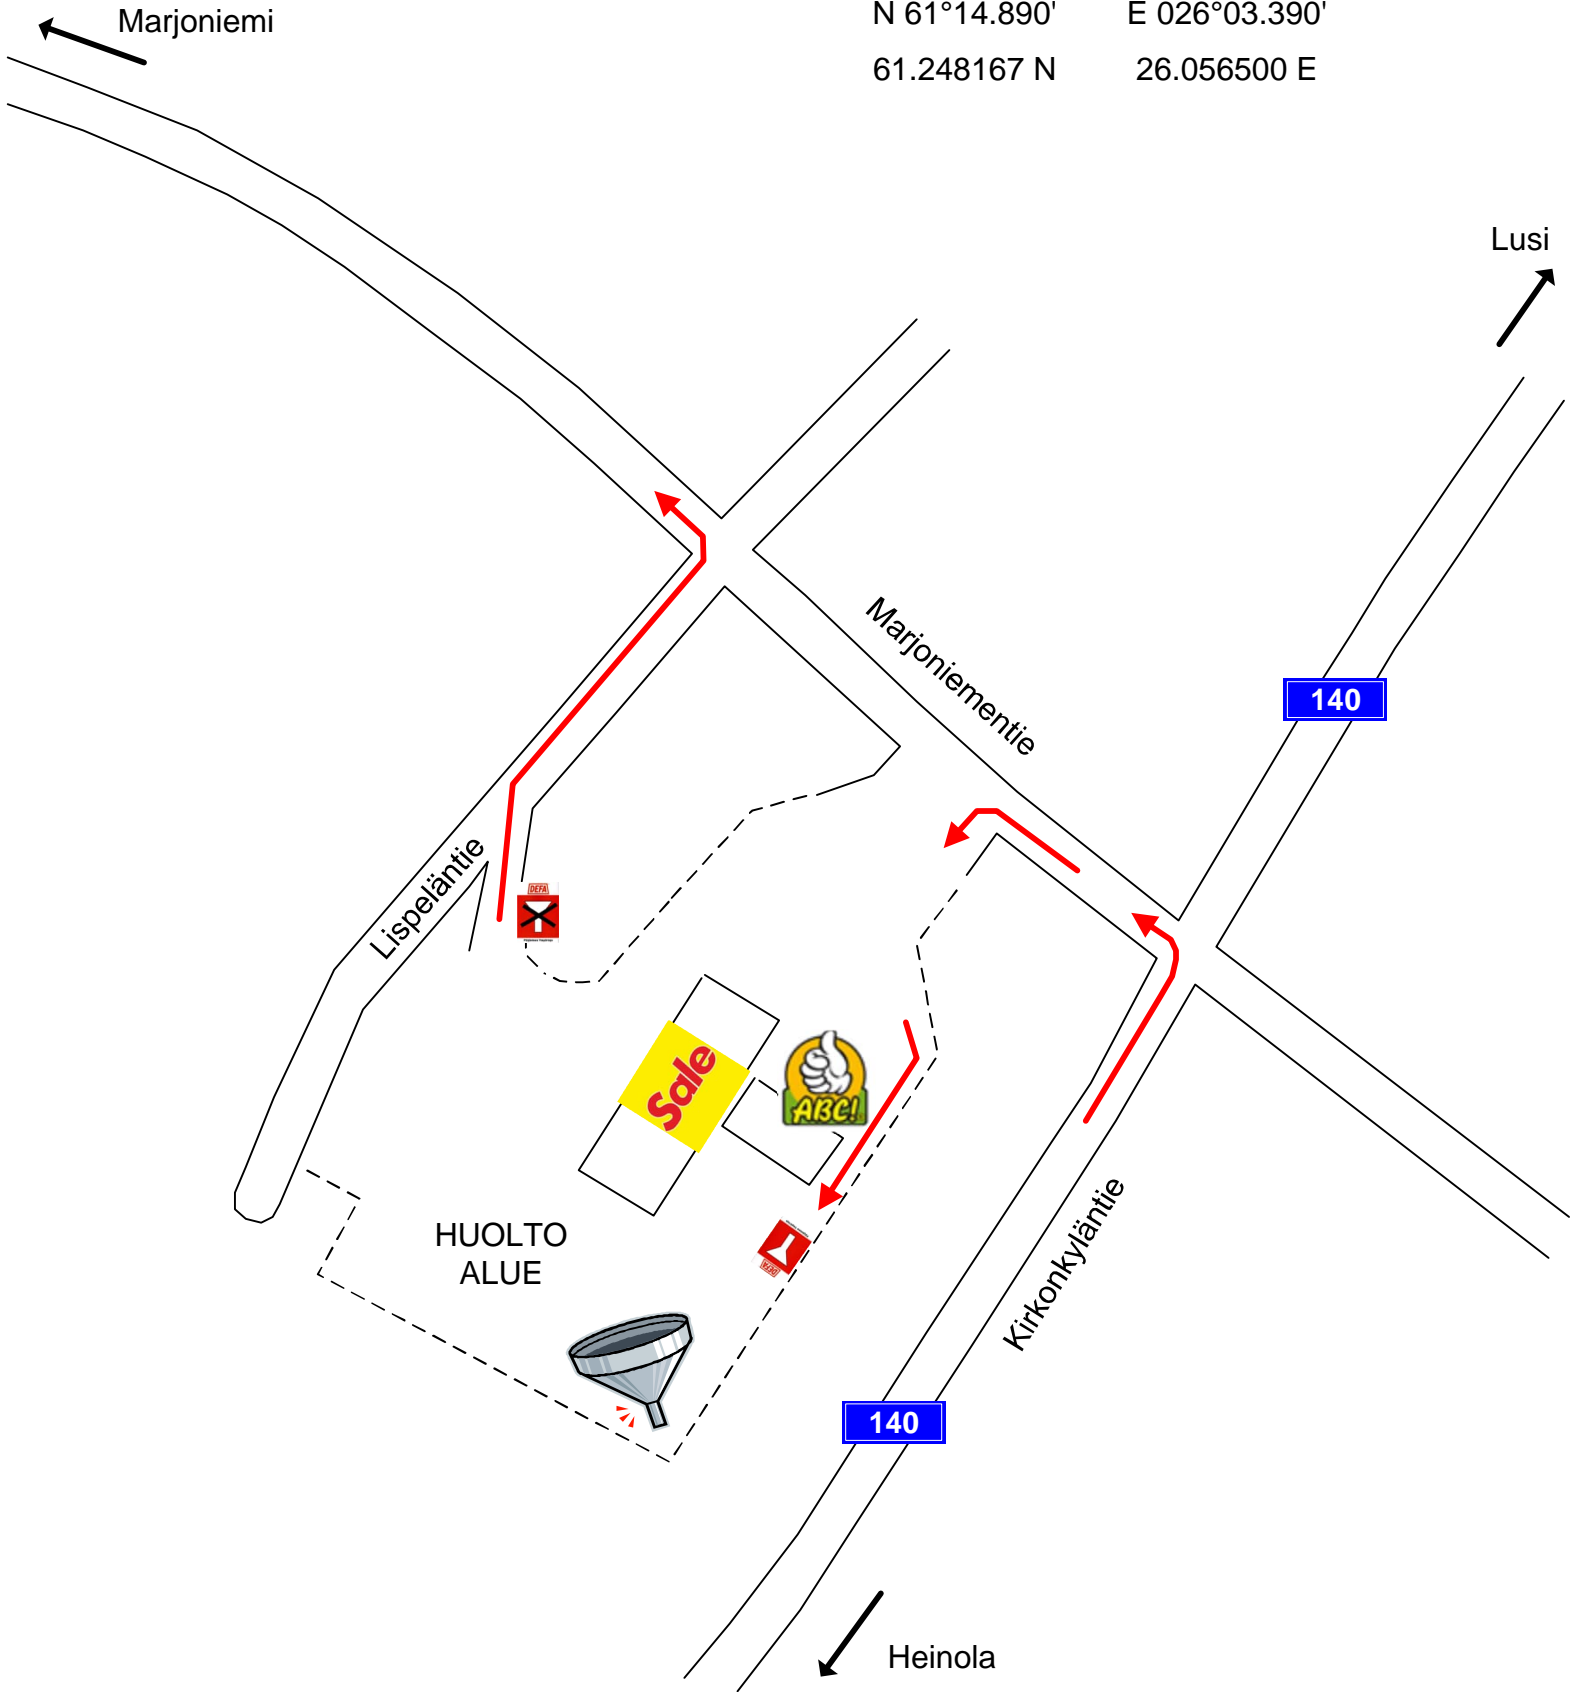 Marjoniemi
N 61°14.890' E 026°03.390'
61.248167 N 26.056500 E
Lusi
Marjoniementie
140
Lispeläntie
DEFA
Sale
ABC!
Kirkonkyläntie
HUOLTO
ALUE
DEFA
140
Heinola